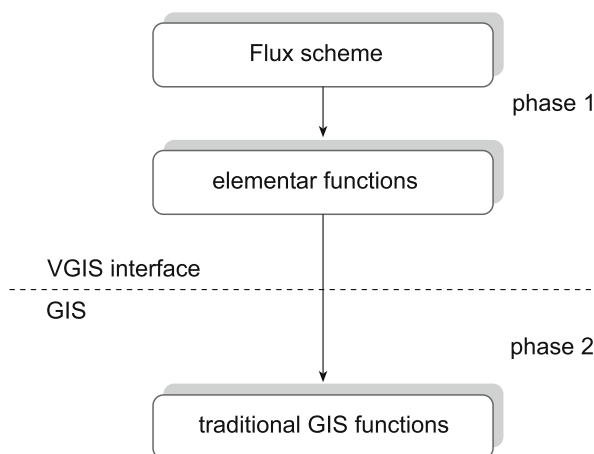 Flux scheme
phase 1
elementar functions
VGIS interface
GIS
phase 2
traditional GIS functions